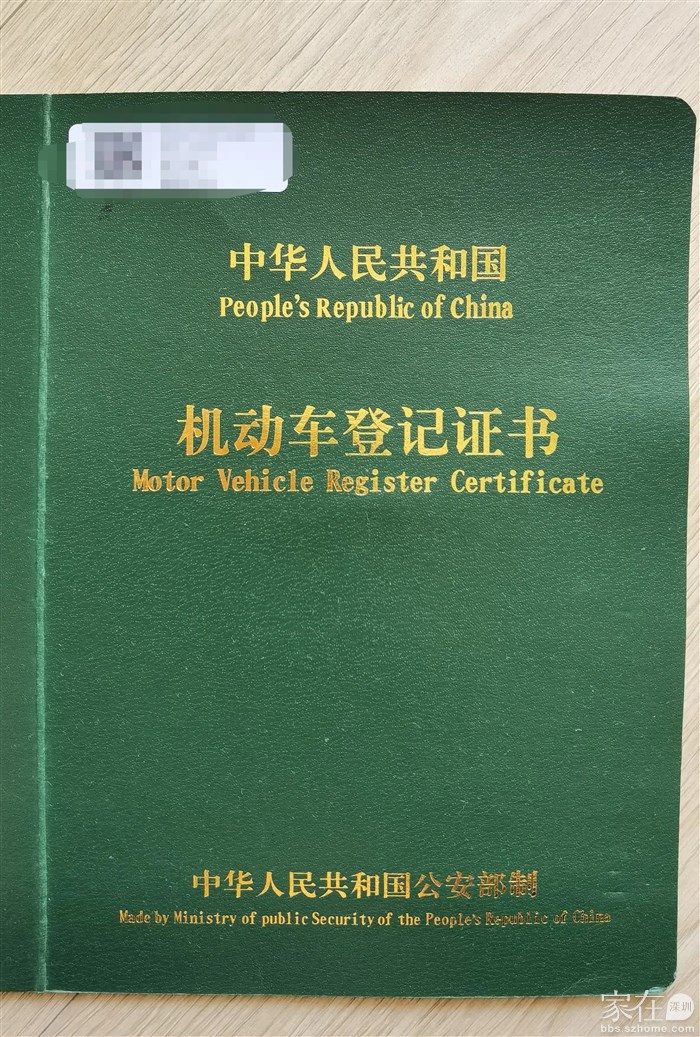 中华人民共和国
People's Republic of China
机动车登记证书
Motor Vehicle Register Certificate
中华人民共和国公安部制
Made by Ministry of public Security of the People's Republic of China
家在深圳
bbs.szhome.com